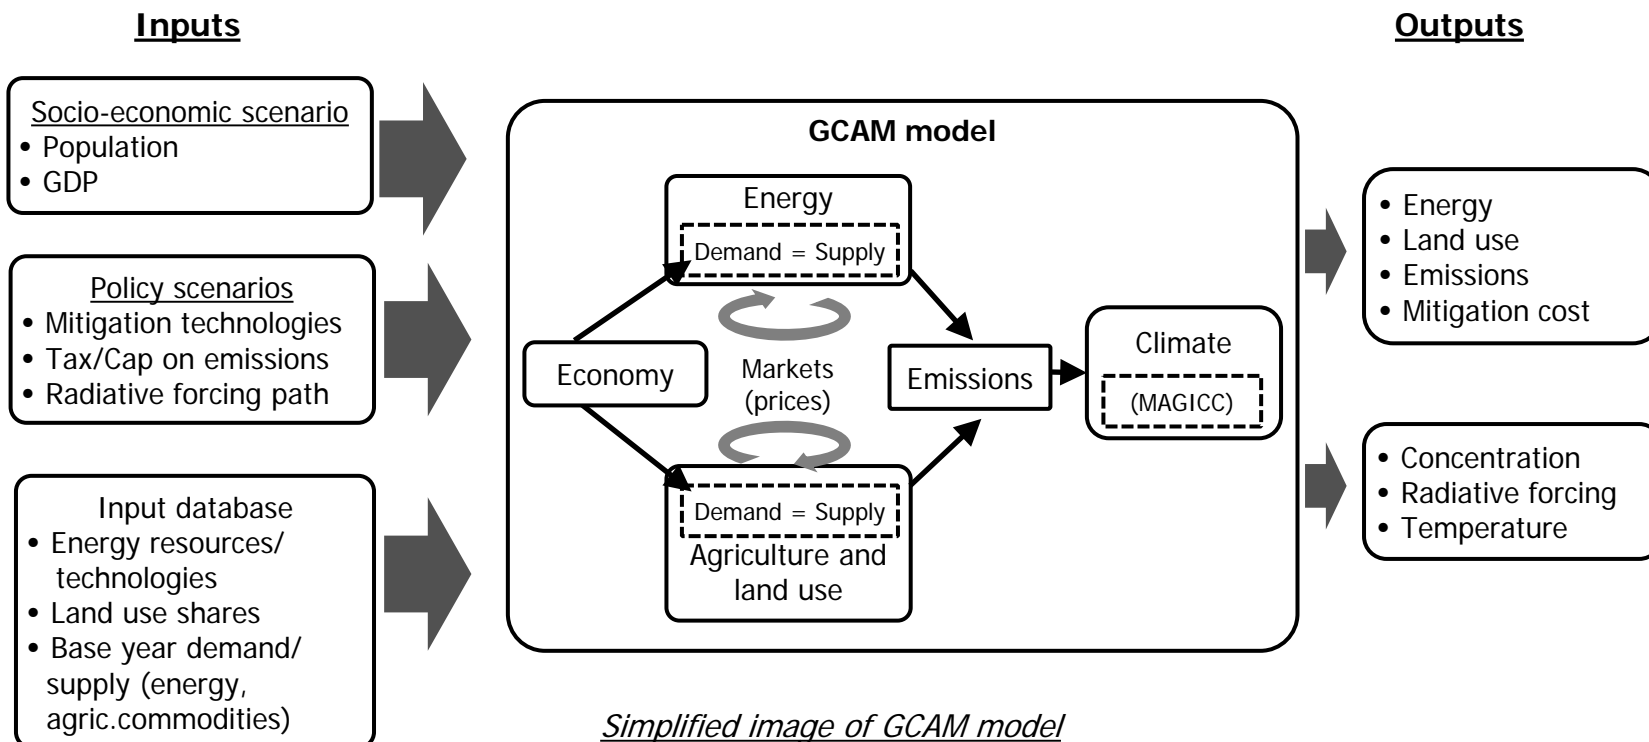 Inputs
Socio-economic scenario
• Population
• GDP
Policy scenarios
• Mitigation technologies
• Tax/Cap on emissions
• Radiative forcing path
Input database
• Energy resources/
technologies
• Land use shares
• Base year demand/
supply (energy,
agric.commodities)
GCAM model
Energy
Demand = Supply
Economy
Markets
(prices)
Emissions
Climate
(MAGICC)
Demand = Supply
Agriculture and
land use
Simplified image of GCAM model
Outputs
• Energy
• Land use
• Emissions
• Mitigation cost
• Concentration
• Radiative forcing
• Temperature